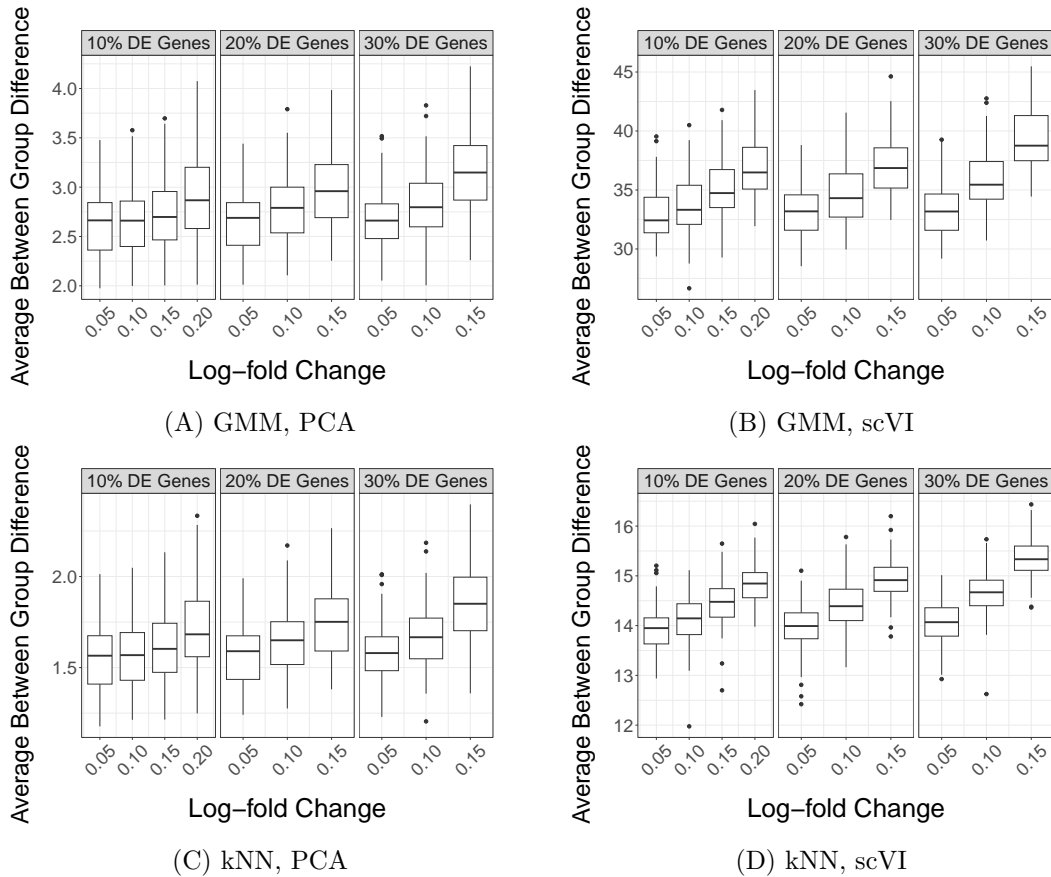 Average Between Group Difference
10% DE Genes 20% DE Genes 30% DE Genes
4.0
3.5
3.0
2.5
2.0
0.05 0.10 0.15 0.20 0.05 0.10 0.15 0.05 0.10 0.15
Log−fold Change
(A) GMM, PCA
Average Between Group Difference
10% DE Genes 20% DE Genes 30% DE Genes
45
40
35
30
0.05 0.10 0.15 0.20 0.05 0.10 0.15 0.05 0.10 0.15
Log−fold Change
(B) GMM, scVI
Average Between Group Difference
10% DE Genes 20% DE Genes 30% DE Genes
2.0
1.5
0.05 0.10 0.15 0.20 0.05 0.10 0.15 0.05 0.10 0.15
Log−fold Change
(C) kNN, PCA
Average Between Group Difference
10% DE Genes 20% DE Genes 30% DE Genes
16
15
14
13
12
0.05 0.10 0.15 0.20 0.05 0.10 0.15 0.05 0.10 0.15
Log−fold Change
(D) kNN, scVI